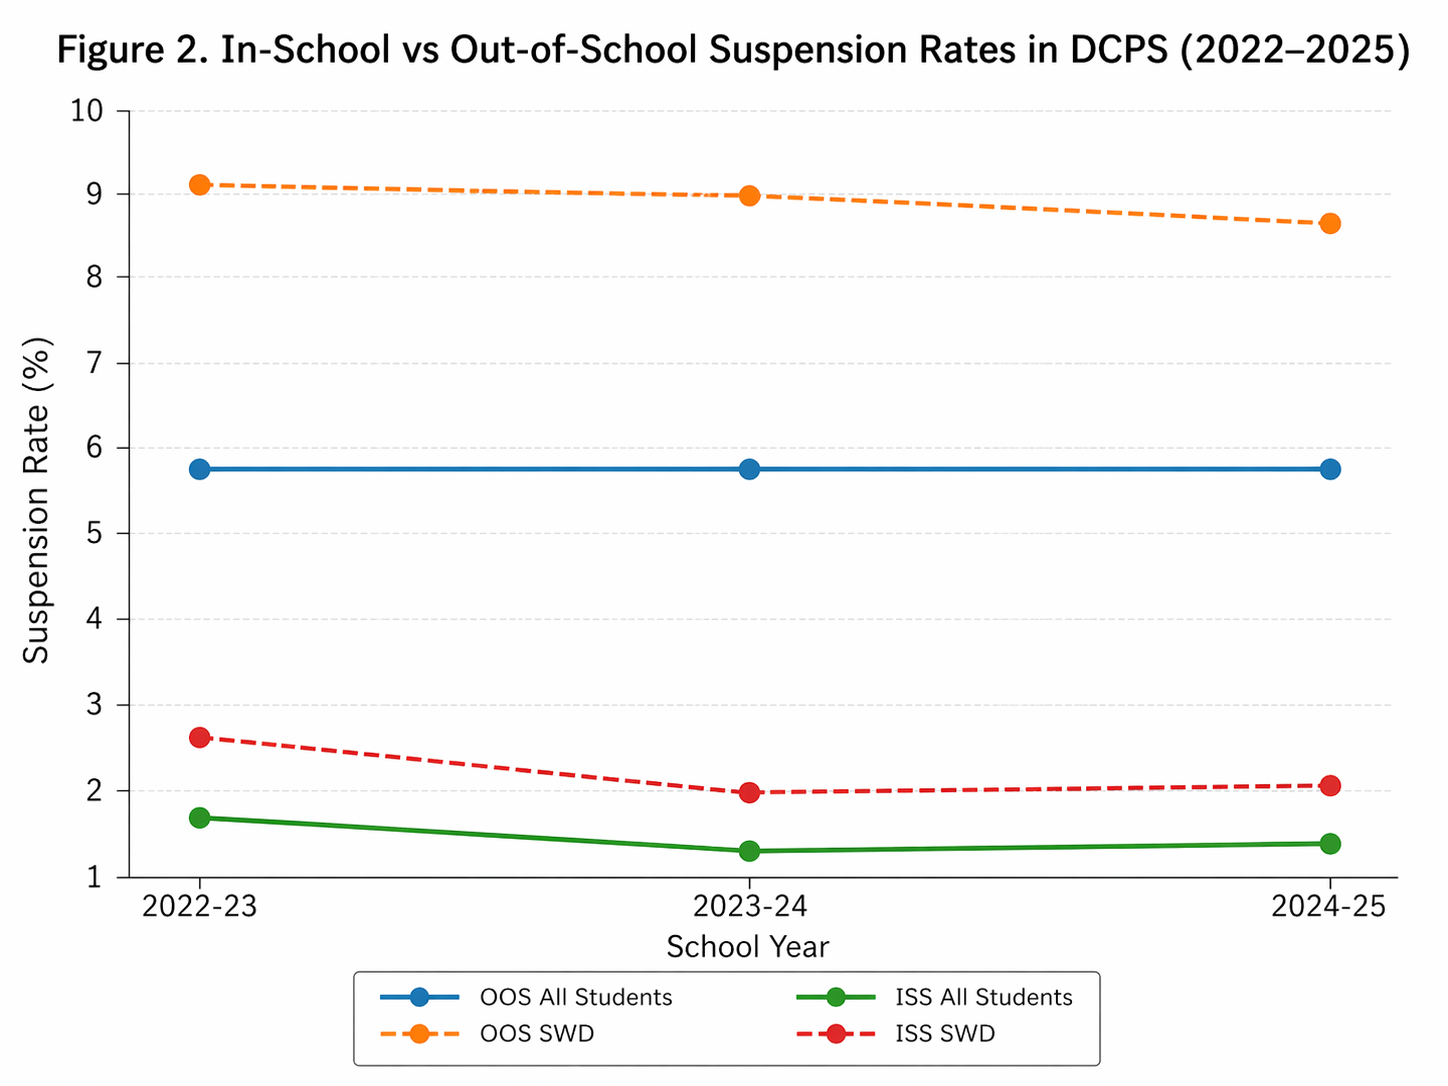 Figure 2. In-School vs Out-of-School Suspension Rates in DCPS (2022–2025)
Suspension Rate (%)
10
9
8
7
6
5
4
3
2
1
2022-23 2023-24 2024-25
School Year
OOS All Students ISS All Students
OOS SWD ISS SWD